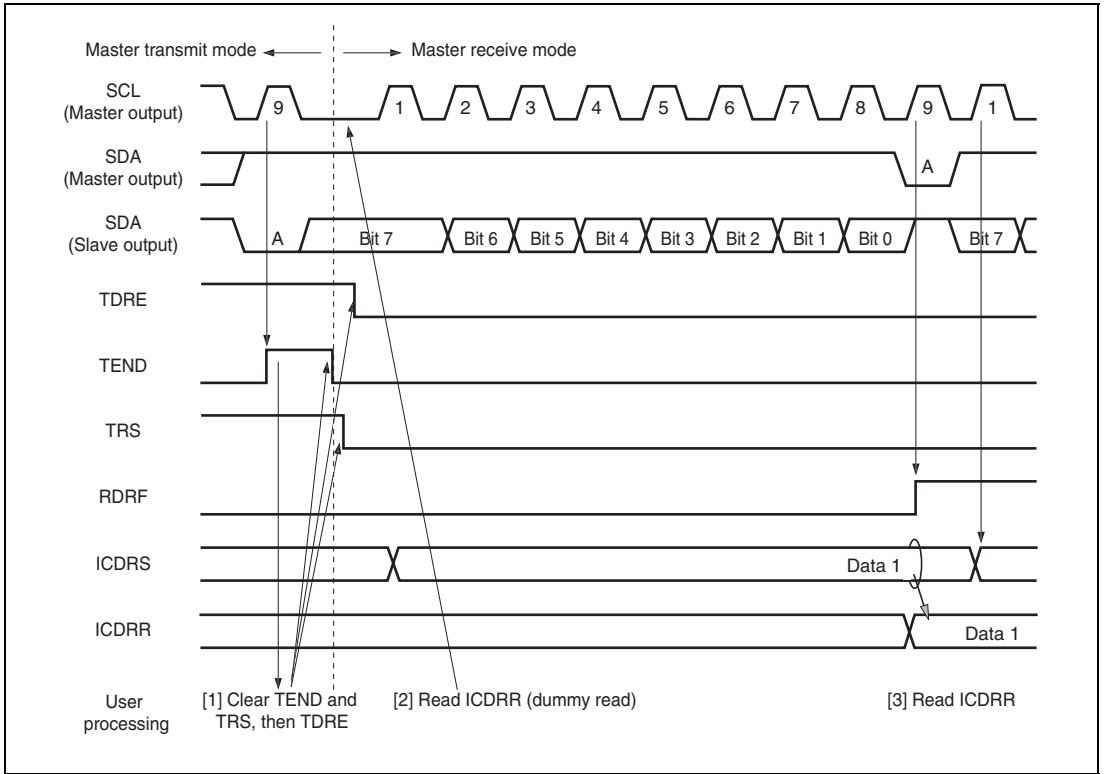 Master transmit mode
Master receive mode
SCL
(Master output)
9
1
2
3
4
5
6
7
8
9
1
SDA
(Master output)
A
SDA
(Slave output)
A
Bit 7
Bit 6
Bit 5
Bit 4
Bit 3
Bit 2
Bit 1
Bit 0
Bit 7
TDRE
TEND
TRS
RDRF
ICDRS
Data 1
ICDRR
Data 1
User
processing
[1] Clear TEND and
TRS, then TDRE
[2] Read ICDRR (dummy read)
[3] Read ICDRR